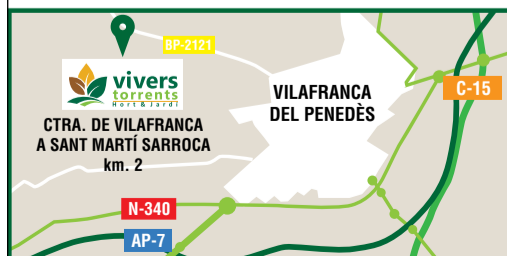 BP-2121
vivers
torrents
Hort & Jardí
CTRA. DE VILAFRANCA
A SANT MARTÍ SARROCA
km. 2
VILAFRANCA
DEL PENEDÈS
C-15
N-340
AP-7